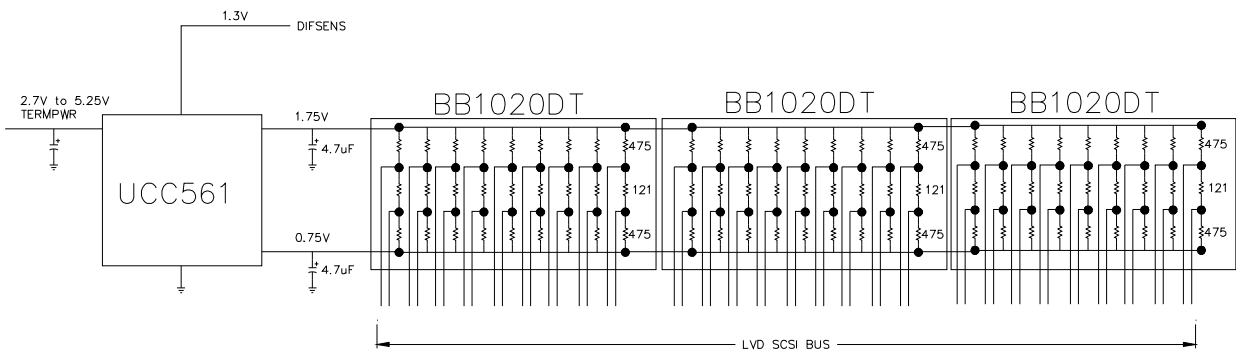 1.3V
DIFSENS
2.7V to 5.25V
TERMPWR
UCC561
1.75V
+ 4.7uF
0.75V
+ 4.7uF
+
BB1020DT
475
121
475
BB1020DT
475
121
475
BB1020DT
475
121
475
LVD SCSI BUS